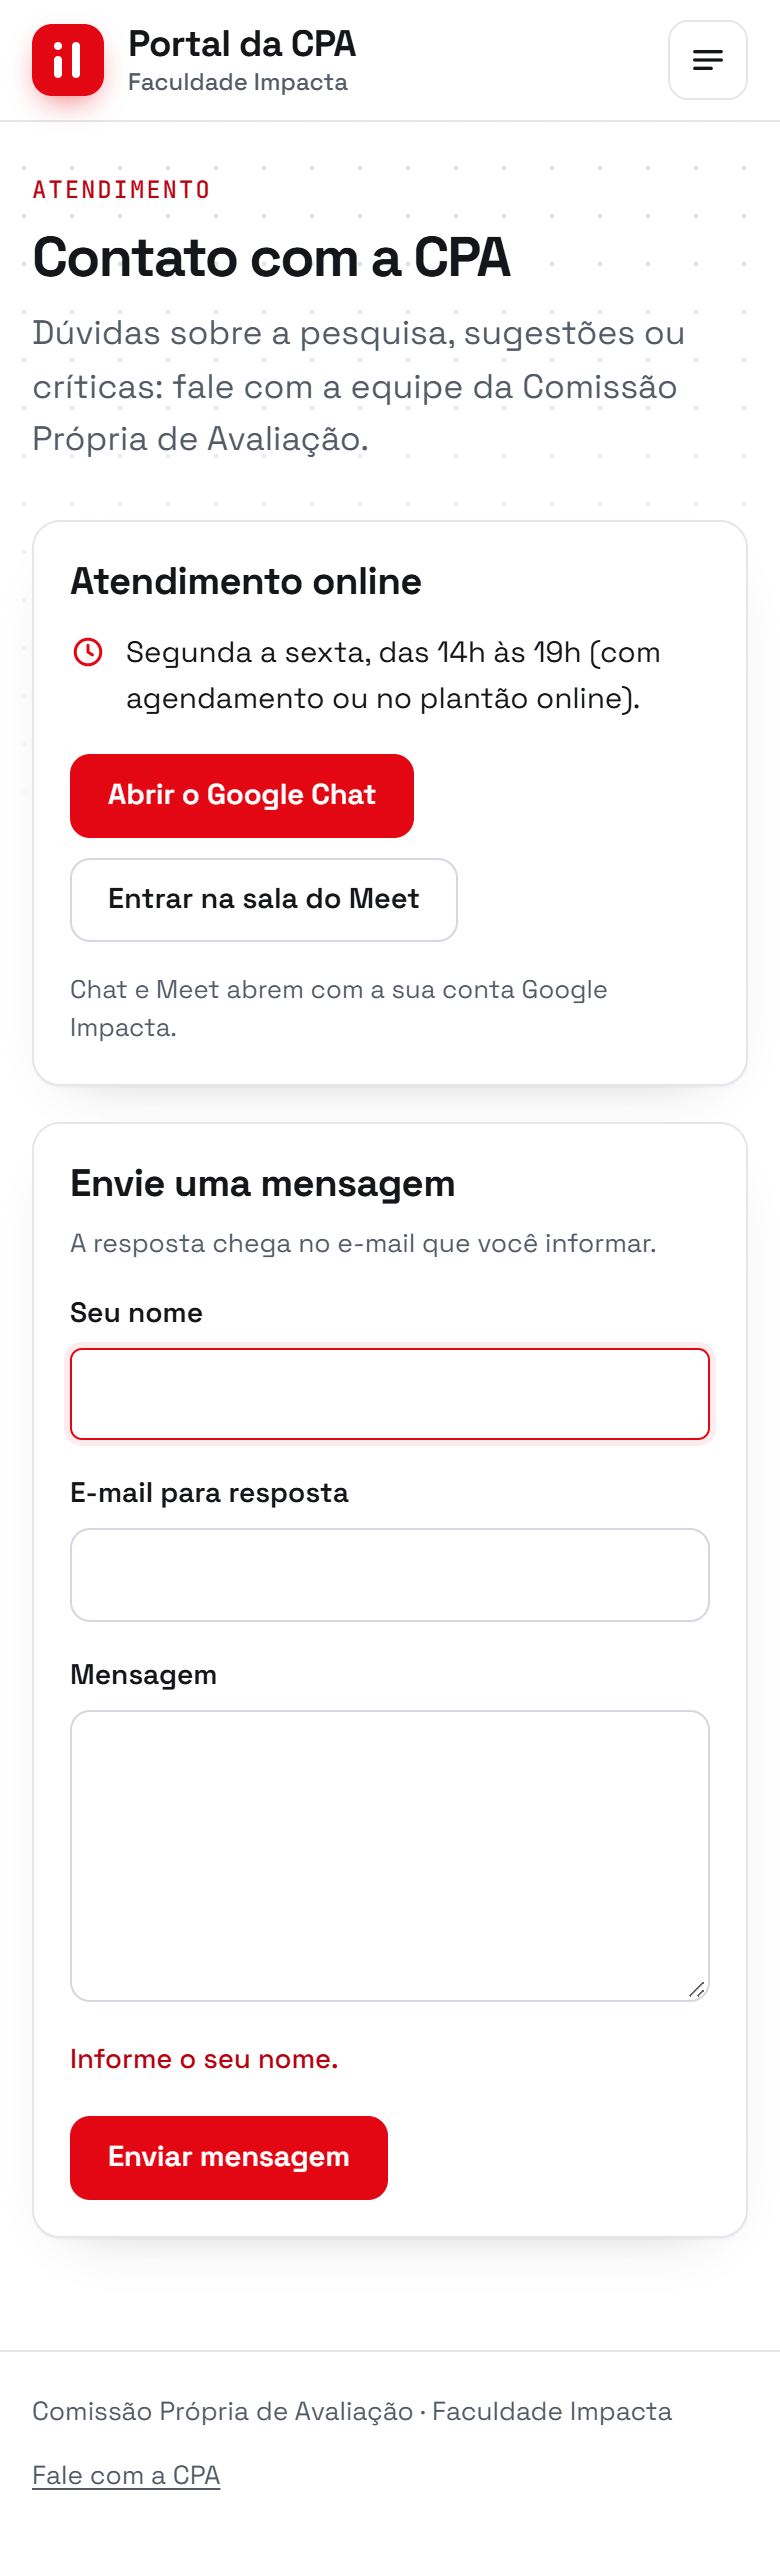 Portal da CPA
Faculdade Impacta
ATENDIMENTO
Contato com a CPA
Dúvidas sobre a pesquisa, sugestões ou
críticas: fale com a equipe da Comissão
Própria de Avaliação.
Atendimento online
Segunda a sexta, das 14h às 19h (com
agendamento ou no plantão online).
Abrir o Google Chat
Entrar na sala do Meet
Chat e Meet abrem com a sua conta Google
Impacta.
Envie uma mensagem
A resposta chega no e-mail que você informar.
Seu nome
E-mail para resposta
Mensagem
Informe o seu nome.
Enviar mensagem
Comissão Própria de Avaliação · Faculdade Impacta
Fale com a CPA